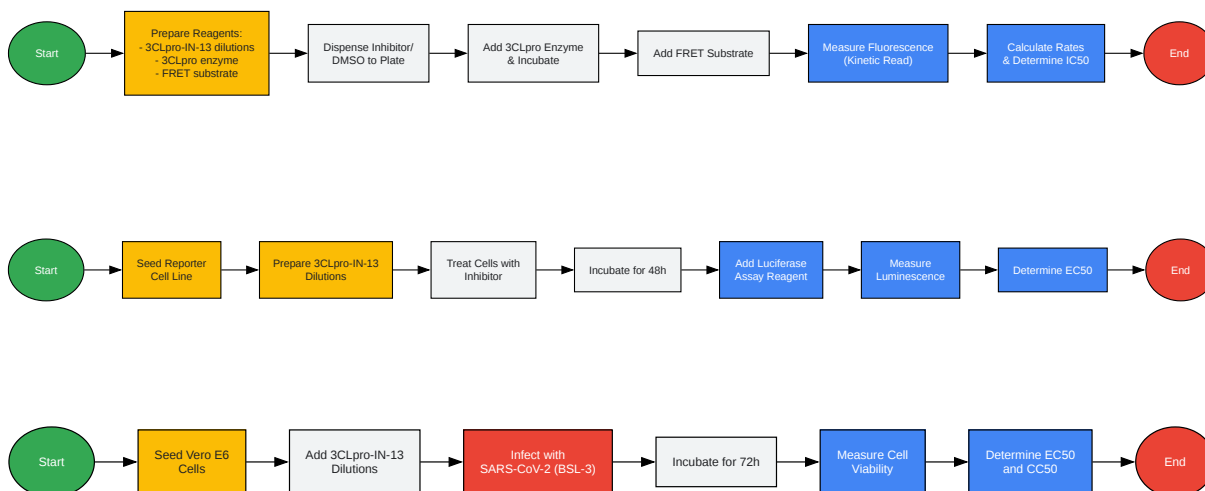 Start
Prepare Reagents:
- 3CLpro-IN-13 dilutions
- 3CLpro enzyme
- FRET substrate
Dispense Inhibitor/
DMSO to Plate
Add 3CLpro Enzyme
& Incubate
Add FRET Substrate
Measure Fluorescence
(Kinetic Read)
Calculate Rates
& Determine IC50
End
Start
Seed Reporter
Cell Line
Prepare 3CLpro-IN-13
Dilutions
Treat Cells with
Inhibitor
Incubate for 48h
Add Luciferase
Assay Reagent
Measure
Luminescence
Determine EC50
End
Start
Seed Vero E6
Cells
Add 3CLpro-IN-13
Dilutions
Infect with
SARS-CoV-2 (BSL-3)
Incubate for 72h
Measure Cell
Viability
Determine EC50
and CC50
End